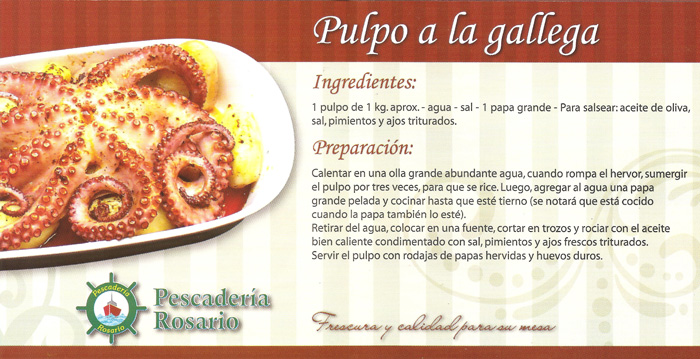 Pulpo a la gallega
Ingredientes:
1 pulpo de 1 kg. aprox. - agua - sal - 1 papa grande - Para salsear: aceite de oliva,
sal, pimientos y ajos triturados.
Preparación:
Calentar en una olla grande abundante agua, cuando rompa el hervor, sumergir
el pulpo por tres veces, para que se rice. Luego, agregar al agua una papa
grande pelada y cocinar hasta que esté tierno (se notará que está cocido
cuando la papa también lo esté).
Retirar del agua, colocar en una fuente, cortar en trozos y rociar con el aceite
bien caliente condimentado con sal, pimientos y ajos frescos triturados.
Servir el pulpo con rodajas de papas hervidas y huevos duros.
Pescadería
Rosario
Pescadería
Rosario
Frescura y calidad para su mesa